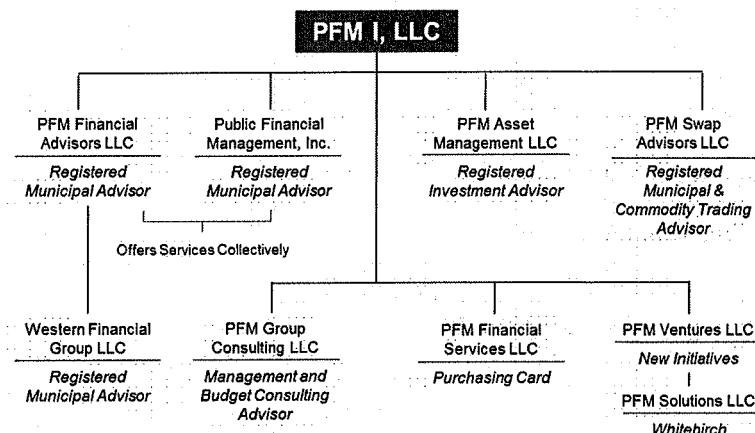 PFM I, LLC
PFM Financial
Advisors LLC
Registered
Municipal Advisor
Public Financial
Management, Inc.
Registered
Municipal Advisor
PFM Asset
Management LLC
Registered
Investment Advisor
PFM Swap
Advisors LLC
Registered
Municipal &
Commodity Trading
Advisor
Offers Services Collectively
Western Financial
Group LLC
Registered
Municipal Advisor
PFM Group
Consulting LLC
Management and
Budget Consulting
Advisor
PFM Financial
Services LLC
Purchasing Card
PFM Ventures LLC
New Initiatives
PFM Solutions LLC
Whitebirch